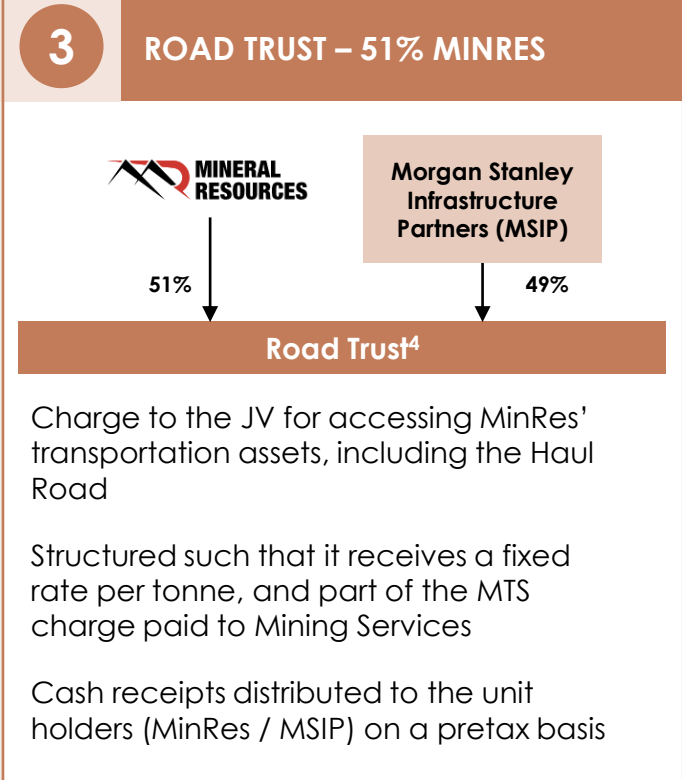 3
ROAD TRUST – 51% MINRES
MINERAL
RESOURCES
Morgan Stanley
Infrastructure
Partners (MSIP)
51%
49%
Road Trust⁴
Charge to the JV for accessing MinRes’
transportation assets, including the Haul
Road
Structured such that it receives a fixed
rate per tonne, and part of the MTS
charge paid to Mining Services
Cash receipts distributed to the unit
holders (MinRes / MSIP) on a pretax basis